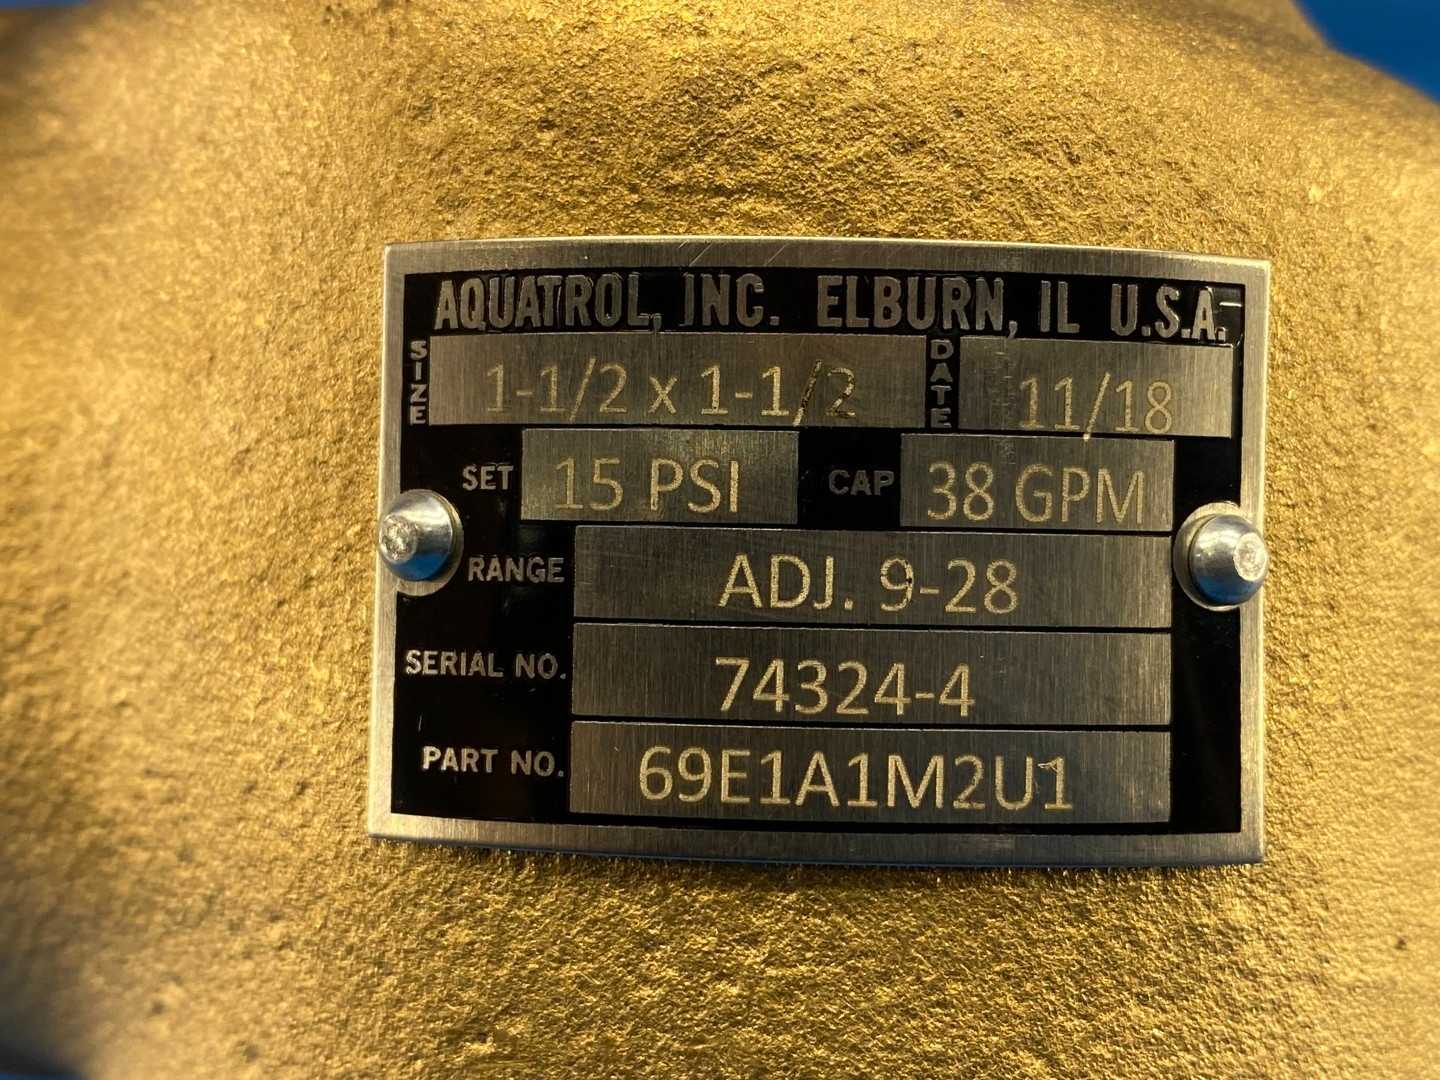 AQUATROL, INC. ELBURN, IL U.S.A.
SIZE 1-1/2 x 1-1/2 DATE 11/18
SET 15 PSI CAP 38 GPM
RANGE ADJ. 9-28
SERIAL NO. 74324-4
PART NO. 69E1A1M2U1